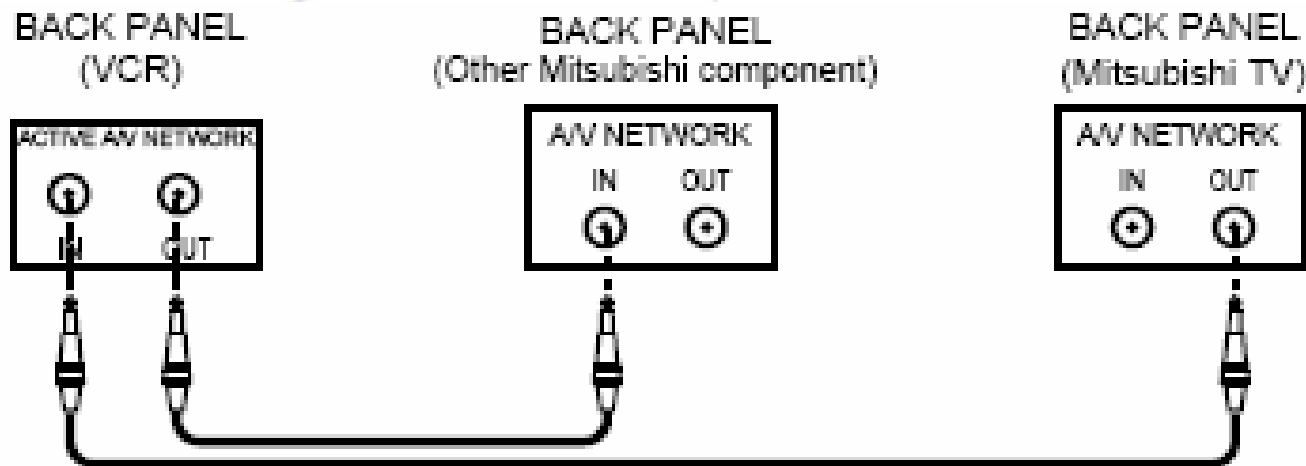 BACK PANEL
(VCR)
ACTIVE A/V NETWORK
IN OUT
BACK PANEL
(Other Mitsubishi component)
A/V NETWORK
IN OUT
BACK PANEL
(Mitsubishi TV)
A/V NETWORK
IN OUT